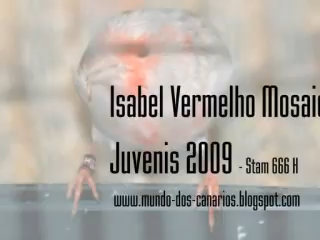 Isabel Vermelho Mosaic
Juvenis 2009 - Stam 666 H
www.mundo-dos-canarios.blogspot.com